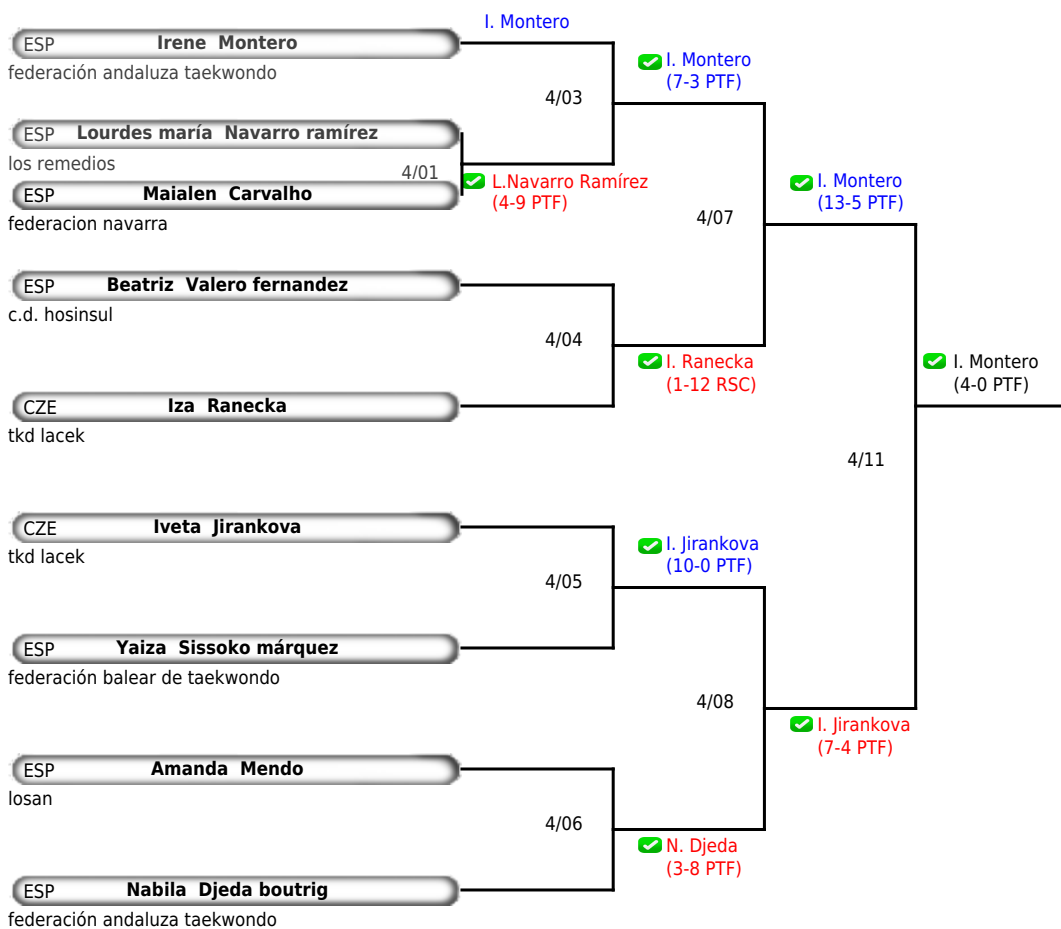 I. Montero
ESP Irene Montero
federación andaluza taekwondo
I. Montero
(7-3 PTF)
4/03
ESP Lourdes maría Navarro ramírez
los remedios
4/01
L.Navarro Ramírez
(4-9 PTF)
ESP Maialen Carvalho
federacion navarra
I. Montero
(13-5 PTF)
4/07
ESP Beatriz Valero fernandez
c.d. hosinsul
4/04
I. Ranecka
(1-12 RSC)
I. Montero
(4-0 PTF)
CZE Iza Ranecka
tkd lacek
4/11
CZE Iveta Jirankova
tkd lacek
I. Jirankova
(10-0 PTF)
4/05
ESP Yaiza Sissoko márquez
federación balear de taekwondo
4/08
I. Jirankova
(7-4 PTF)
ESP Amanda Mendo
losan
4/06
N. Djeda
(3-8 PTF)
ESP Nabila Djeda boutrig
federación andaluza taekwondo